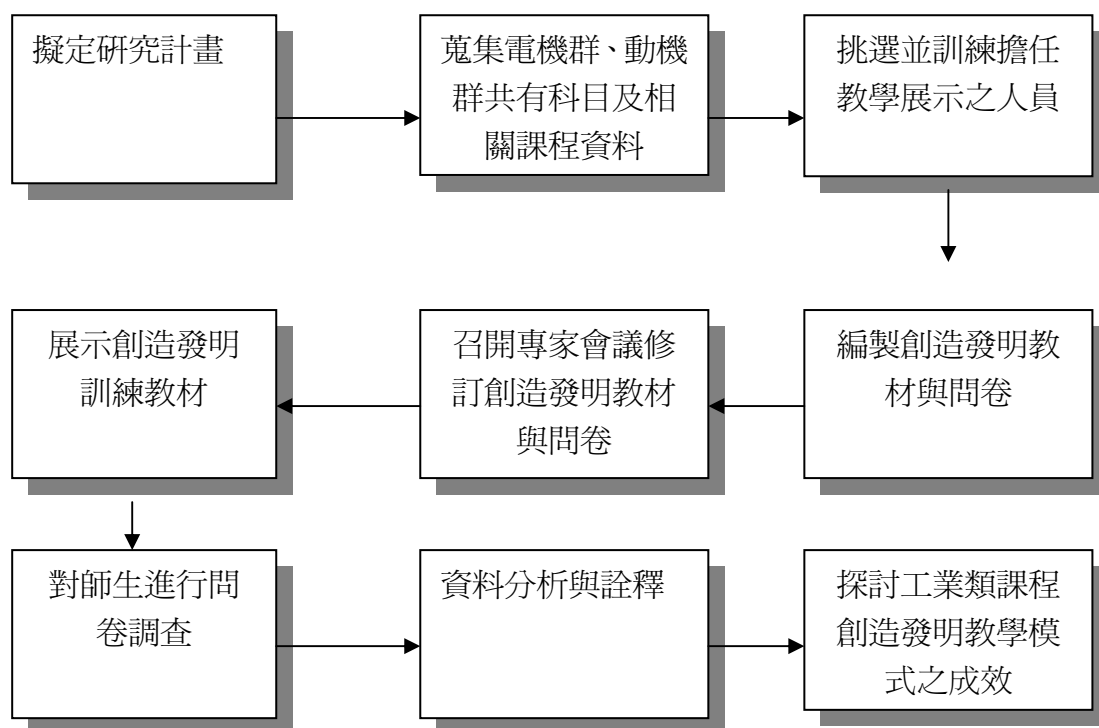 擬定研究計畫
蒐集電機群、動機
群共有科目及相
關課程資料
挑選並訓練擔任
教學展示之人員
編製創造發明教
材與問卷
召開專家會議修
訂創造發明教材
與問卷
展示創造發明
訓練教材
對師生進行問
卷調查
資料分析與詮釋
探討工業類課程
創造發明教學模
式之成效